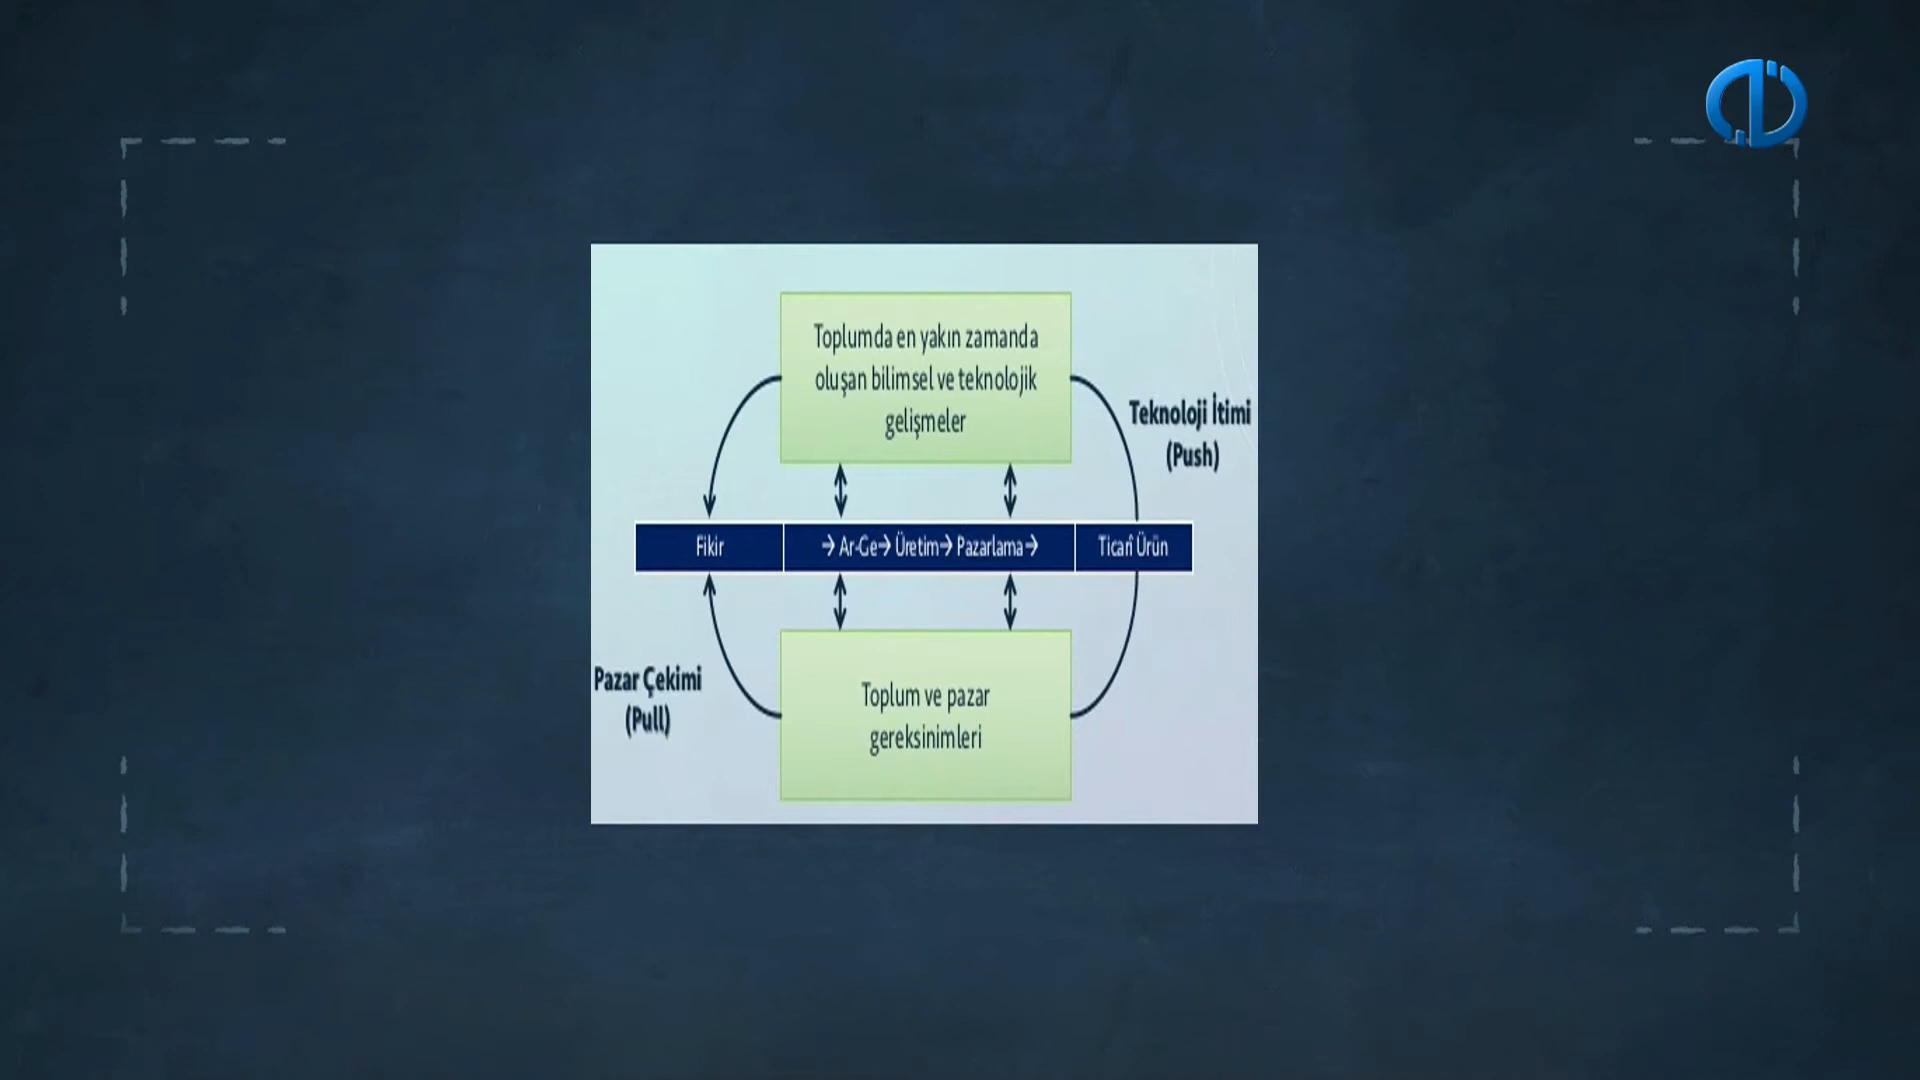 Toplumda en yakın zamanda
oluşan bilimsel ve teknolojik
gelişmeler
Teknoloji İtimi
(Push)
Fikir
→ Ar-Ge→ Üretim→ Pazarlama→
Ticarî Ürün
Pazar Çekimi
(Pull)
Toplum ve pazar
gereksinimleri